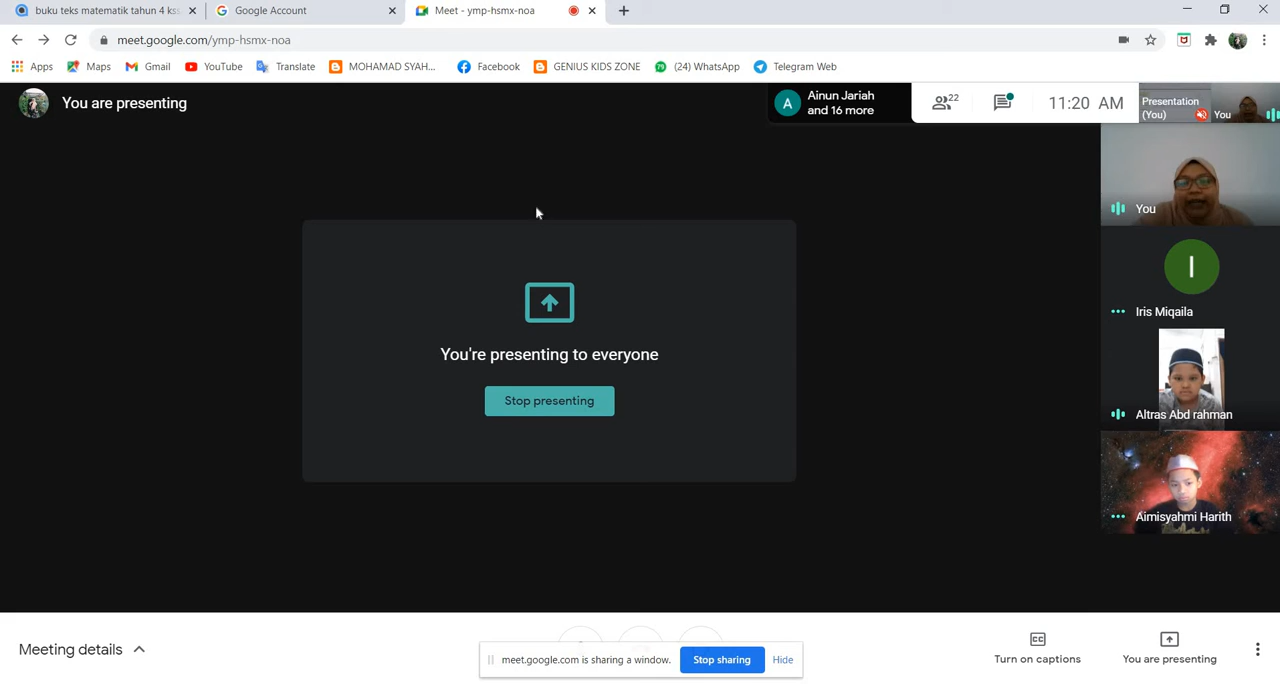 buku teks matematik tahun 4 kss
Google Account
Meet - ymp-hsmx-noa
meet.google.com/ymp-hsmx-noa
Apps
Maps
Gmail
YouTube
Translate
MOHAMAD SYAH...
Facebook
GENIUS KIDS ZONE
79
(24) WhatsApp
Telegram Web
You are presenting
A
Ainun Jariah
and 16 more
22
11:20 AM
Presentation
(You)
You
You
I
Iris Miqaila
You're presenting to everyone
Stop presenting
Altras Abd rahman
Aimisyahmi Harith
Meeting details
meet.google.com is sharing a window.
Stop sharing
Hide
CC
Turn on captions
You are presenting